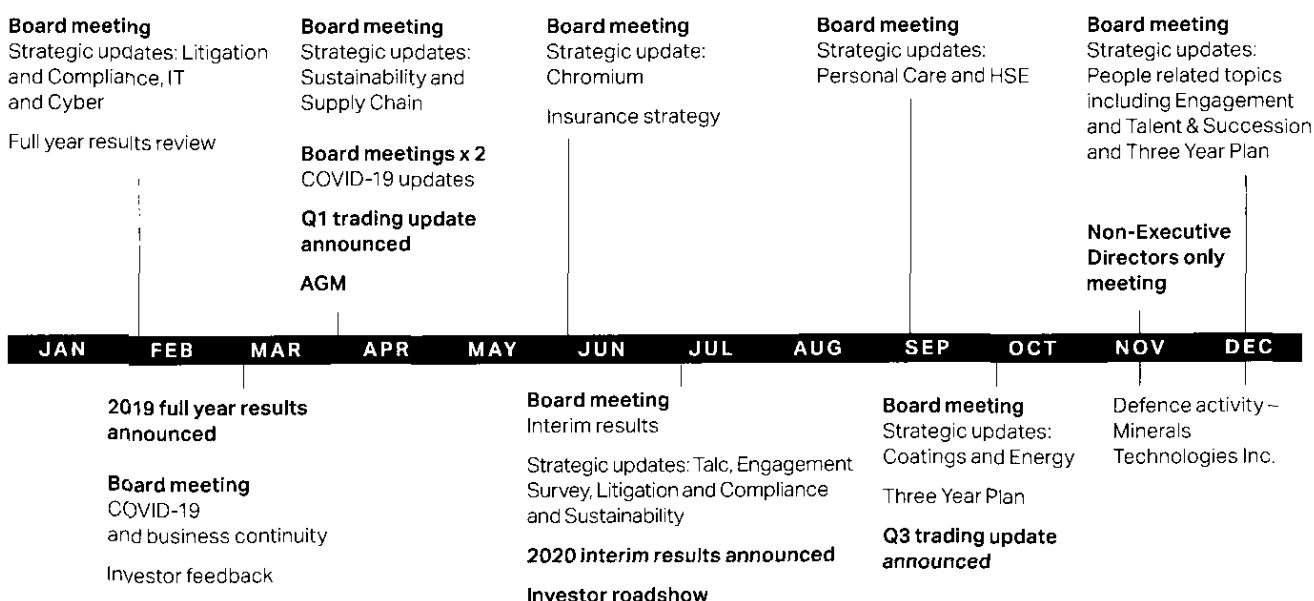 Board meeting
Strategic updates: Litigation
and Compliance, IT
and Cyber
Full year results review
Board meeting
Strategic updates:
Sustainability and
Supply Chain
Board meetings x 2
COVID-19 updates
Q1 trading update
announced
AGM
Board meeting
Strategic update:
Chromium
Insurance strategy
Board meeting
Strategic updates:
Personal Care and HSE
Board meeting
Strategic updates:
People related topics
including Engagement
and Talent & Succession
and Three Year Plan
Non-Executive
Directors only
meeting
JAN FEB MAR APR MAY JUN JUL AUG SEP OCT NOV DEC
2019 full year results
announced
Board meeting
COVID-19
and business continuity
Investor feedback
Board meeting
Interim results
Strategic updates: Talc, Engagement
Survey, Litigation and Compliance
and Sustainability
2020 interim results announced
Investor roadshow
Board meeting
Strategic updates:
Coatings and Energy
Three Year Plan
Q3 trading update
announced
Defence activity –
Minerals
Technologies Inc.